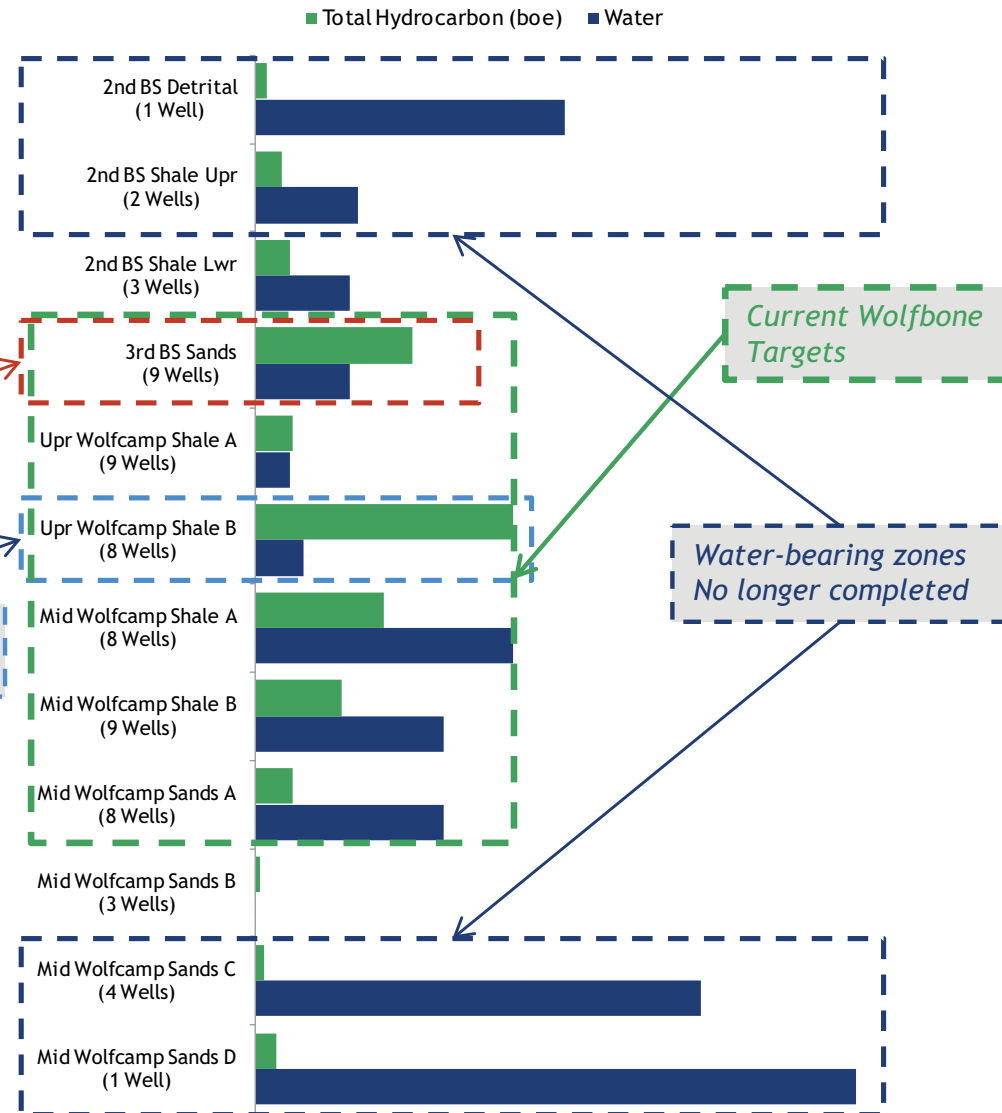 Total Hydrocarbon (boe) Water
2nd BS Detrital
(1 Well)
2nd BS Shale Upr
(2 Wells)
2nd BS Shale Lwr
(3 Wells)
3rd BS Sands
(9 Wells)
Upr Wolfcamp Shale A
(9 Wells)
Upr Wolfcamp Shale B
(8 Wells)
Mid Wolfcamp Shale A
(8 Wells)
Mid Wolfcamp Shale B
(9 Wells)
Mid Wolfcamp Sands A
(8 Wells)
Mid Wolfcamp Sands B
(3 Wells)
Mid Wolfcamp Sands C
(4 Wells)
Mid Wolfcamp Sands D
(1 Well)
Current Wolfbone
Targets
Water-bearing zones
No longer completed